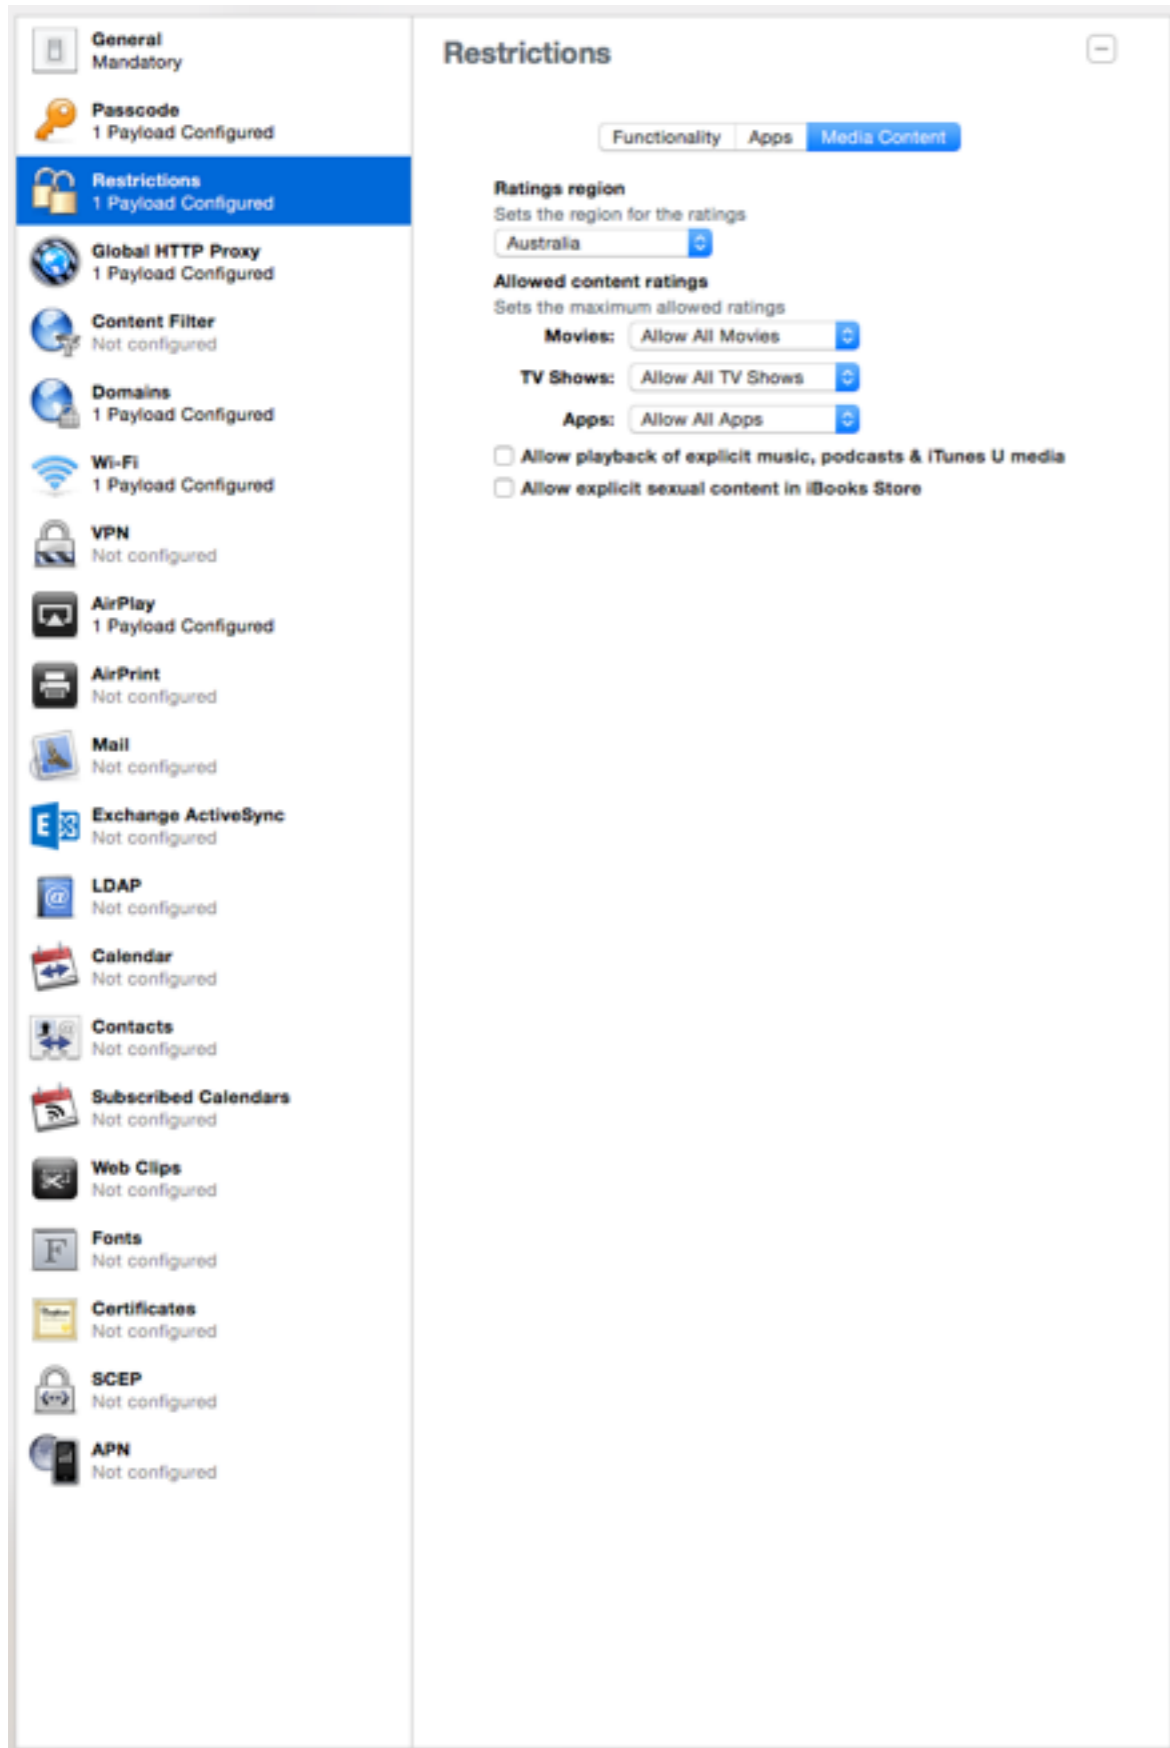 General
Mandatory
Passcode
1 Payload Configured
Restrictions
1 Payload Configured
Global HTTP Proxy
1 Payload Configured
Content Filter
Not configured
Domains
1 Payload Configured
Wi-Fi
1 Payload Configured
VPN
Not configured
AirPlay
1 Payload Configured
AirPrint
Not configured
Mail
Not configured
Exchange ActiveSync
Not configured
LDAP
Not configured
Calendar
Not configured
Contacts
Not configured
Subscribed Calendars
Not configured
Web Clips
Not configured
Fonts
Not configured
Certificates
Not configured
SCEP
Not configured
APN
Not configured
Restrictions
Functionality Apps Media Content
Ratings region
Sets the region for the ratings
Australia
Allowed content ratings
Sets the maximum allowed ratings
Movies: Allow All Movies
TV Shows: Allow All TV Shows
Apps: Allow All Apps
Allow playback of explicit music, podcasts & iTunes U media
Allow explicit sexual content in iBooks Store